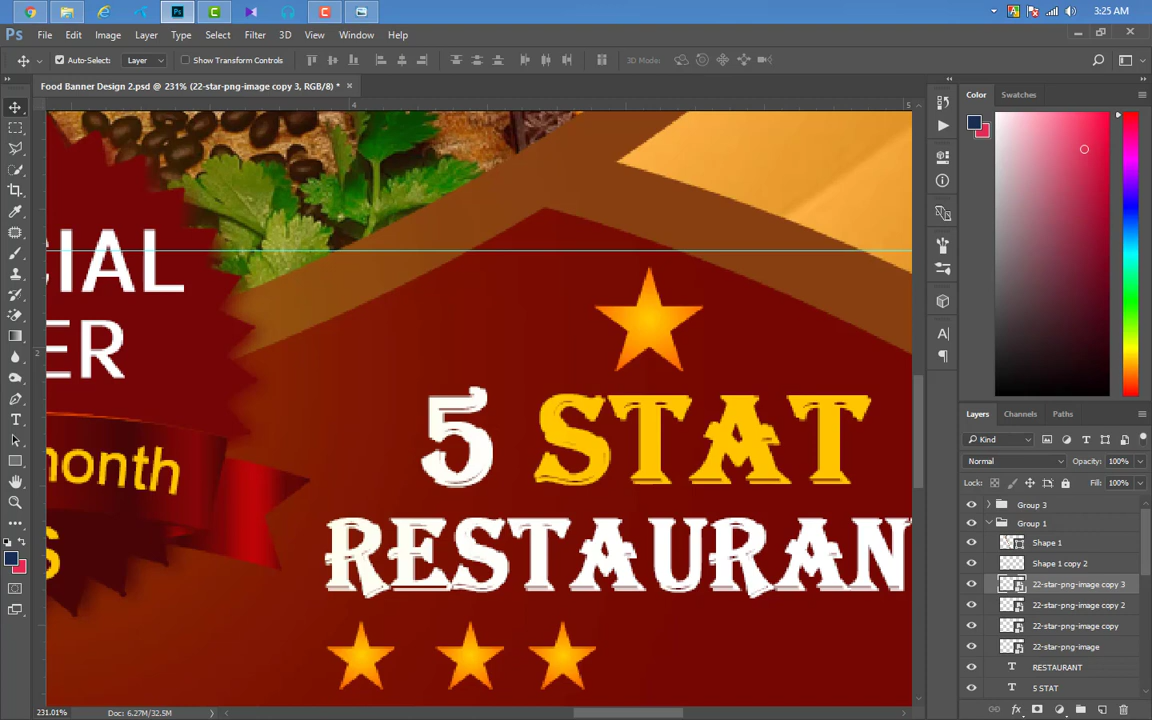 3:25 AM
Ps File Edit Image Layer Type Select Filter 3D View Window Help
Auto-Select: Layer Show Transform Controls 3D Mode:
Food Banner Design 2.psd @ 231% (22-star-png-image copy 3, RGB/8) * ×
Color Swatches
4 5
2
CIAL
ER
month
S
5 STAT
RESTAURAN
Layers Channels Paths
Kind
Normal Opacity: 100%
Lock: Fill: 100%
Group 3
Group 1
Shape 1
Shape 1 copy 2
22-star-png-image copy 3
22-star-png-image copy 2
22-star-png-image copy
22-star-png-image
T RESTAURANT
T 5 STAT
fx
231.01% Doc: 6.27M/32.5M